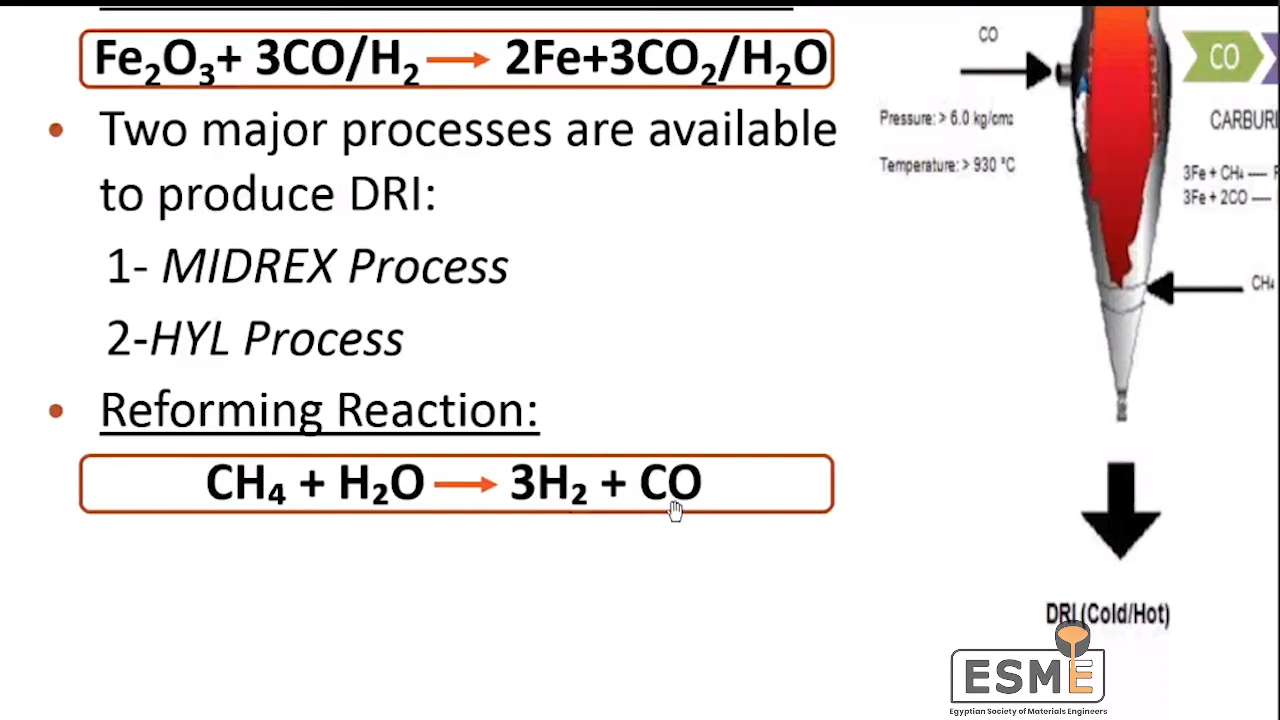 Fe₂O₃+ 3CO/H₂ → 2Fe+3CO₂/H₂O
• Two major processes are available
to produce DRI:
1- MIDREX Process
2-HYL Process
• Reforming Reaction:
CH₄ + H₂O → 3H₂ + CO
CO
Pressure: > 6.0 kg/cm2
Temperature: > 930 °C
CO
CARBURI
3Fe + CH₄ ----
3Fe + 2CO ----
CH₄
DRI (Cold/Hot)
ESME
Egyptian Society of Materials Engineers